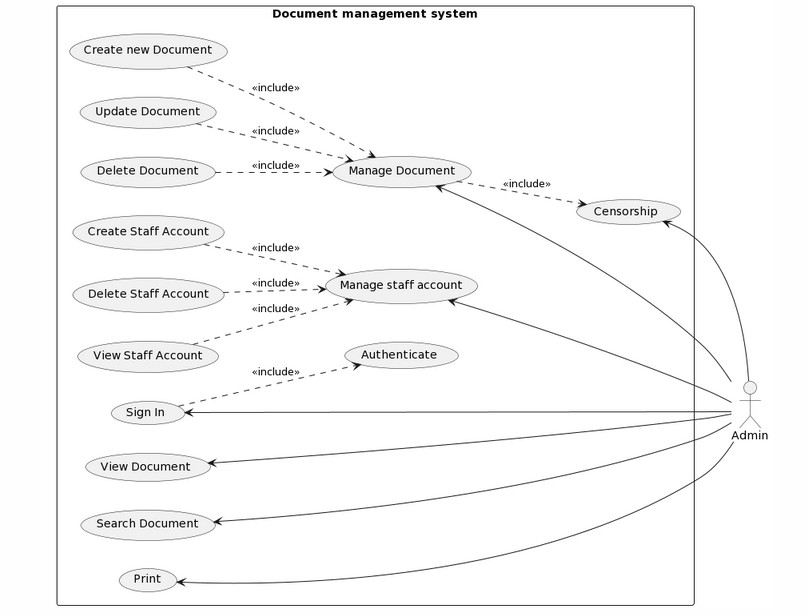 Document management system
Create new Document
«include»
Update Document
«include»
Delete Document
«include»
Manage Document
«include»
Censorship
Create Staff Account
«include»
Delete Staff Account
«include»
Manage staff account
«include»
View Staff Account
Authenticate
«include»
Sign In
Admin
View Document
Search Document
Print